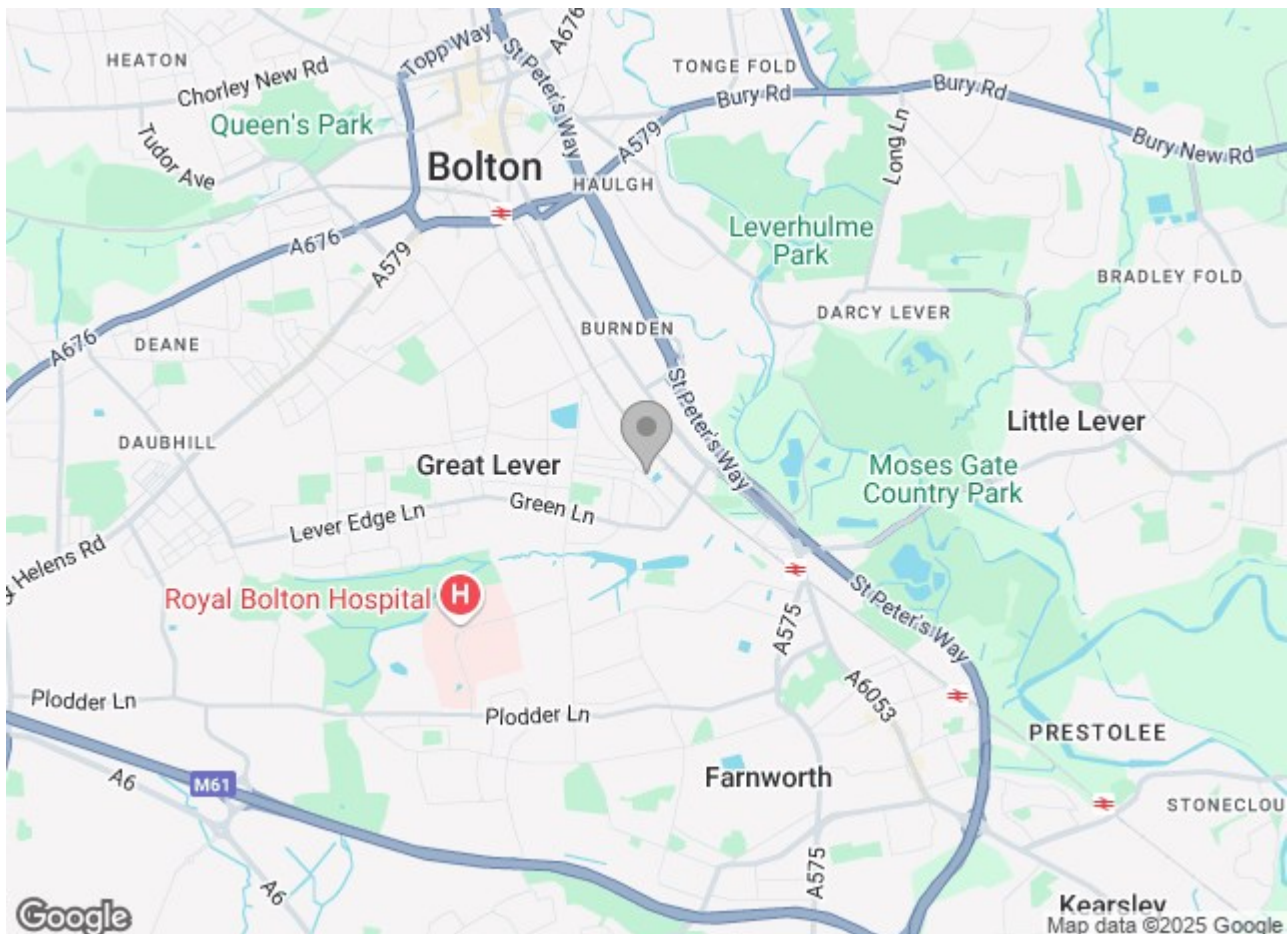 A676
HEATON
Topp Way
St Peter's Way
TONGE FOLD
Chorley New Rd
Bury Rd
Bury Rd
Queen's Park
A579
Long Ln
Bury New Rd
Tudor Ave
Bolton
HAULGH
Leverhulme
Park
A676
A579
BRADLEY FOLD
DARCY LEVER
BURNDEN
A676
DEANE
St Peter's Way
Little Lever
DAUBHILL
Great Lever
Moses Gate
Country Park
Green Ln
Lever Edge Ln
Helens Rd
Royal Bolton Hospital
H
St Peter's Way
A575
A6053
Plodder Ln
Plodder Ln
PRESTOLEE
Farnworth
M61
A6
STONECLOU
A575
A6
Kearsley
Google
Map data ©2025 Google